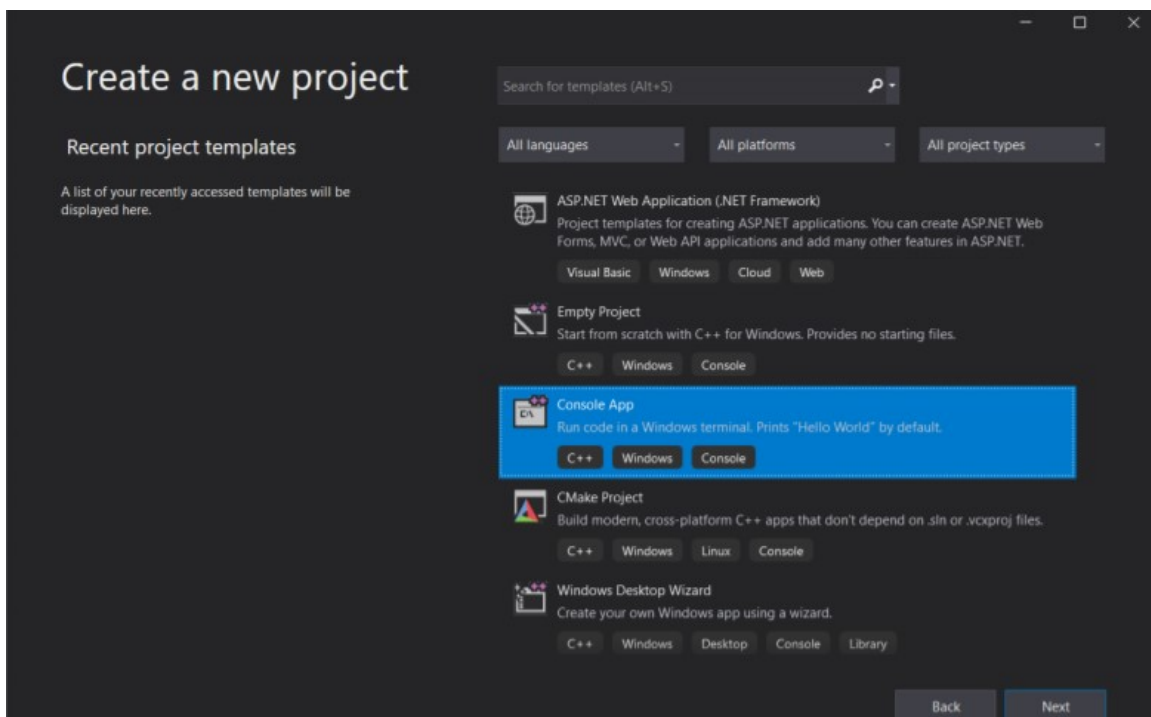 Create a new project
Recent project templates
A list of your recently accessed templates will be
displayed here.
Search for templates (Alt+S)
All languages
All platforms
All project types
ASP.NET Web Application (.NET Framework)
Project templates for creating ASP.NET applications. You can create ASP.NET Web
Forms, MVC, or Web API applications and add many other features in ASP.NET.
Visual Basic Windows Cloud Web
Empty Project
Start from scratch with C++ for Windows. Provides no starting files.
C++ Windows Console
Console App
Run code in a Windows terminal. Prints "Hello World" by default.
C++ Windows Console
CMake Project
Build modern, cross-platform C++ apps that don't depend on .sln or .vcxproj files.
C++ Windows Linux Console
Windows Desktop Wizard
Create your own Windows app using a wizard.
C++ Windows Desktop Console Library
Back Next